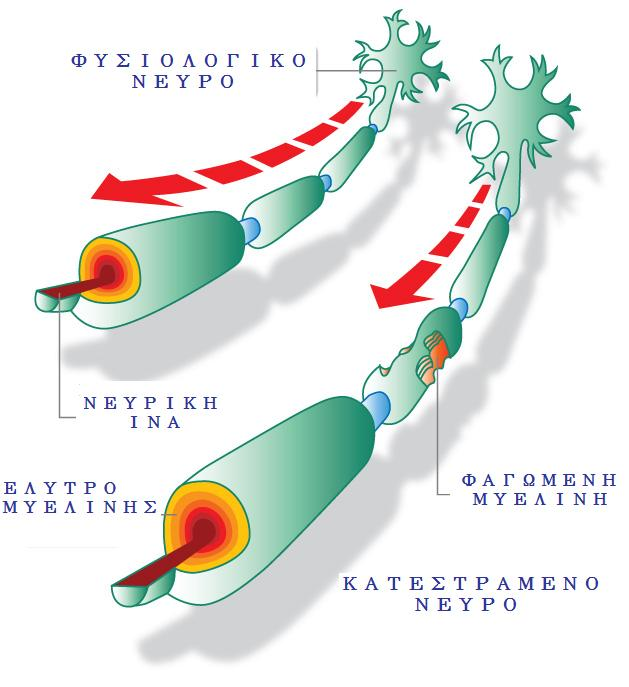 ΦΥΣΙΟΛΟΓΙΚΟ
ΝΕΥΡΟ
ΝΕΥΡΙΚΗ
ΙΝΑ
ΕΛΥΤΡΟ
ΜΥΕΛΙΝΗΣ
ΦΑΓΩΜΕΝΗ
ΜΥΕΛΙΝΗ
ΚΑΤΕΣΤΡΑΜΕΝΟ
ΝΕΥΡΟ